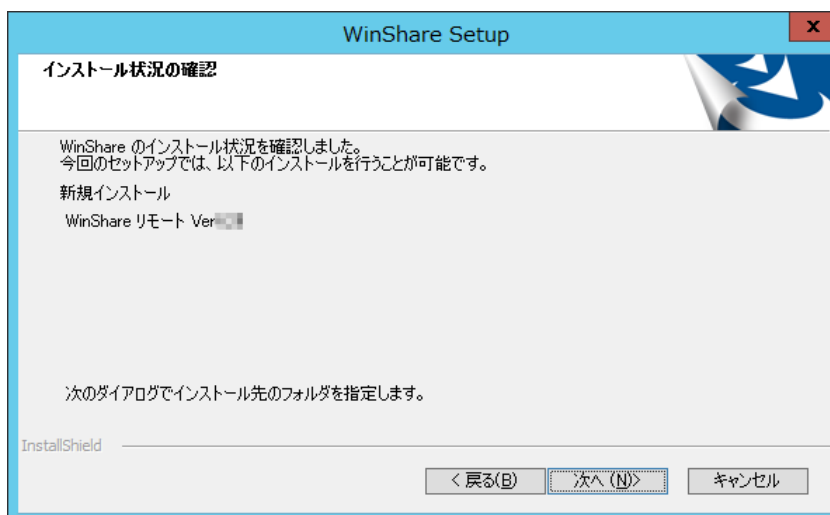 WinShare Setup
x
インストール状況の確認
WinShare のインストール状況を確認しました。
今回のセットアップでは、以下のインストールを行うことが可能です。
新規インストール
WinShare リモート Ver
次のダイアログでインストール先のフォルダを指定します。
InstallShield
< 戻る(B) 次へ (N)> キャンセル